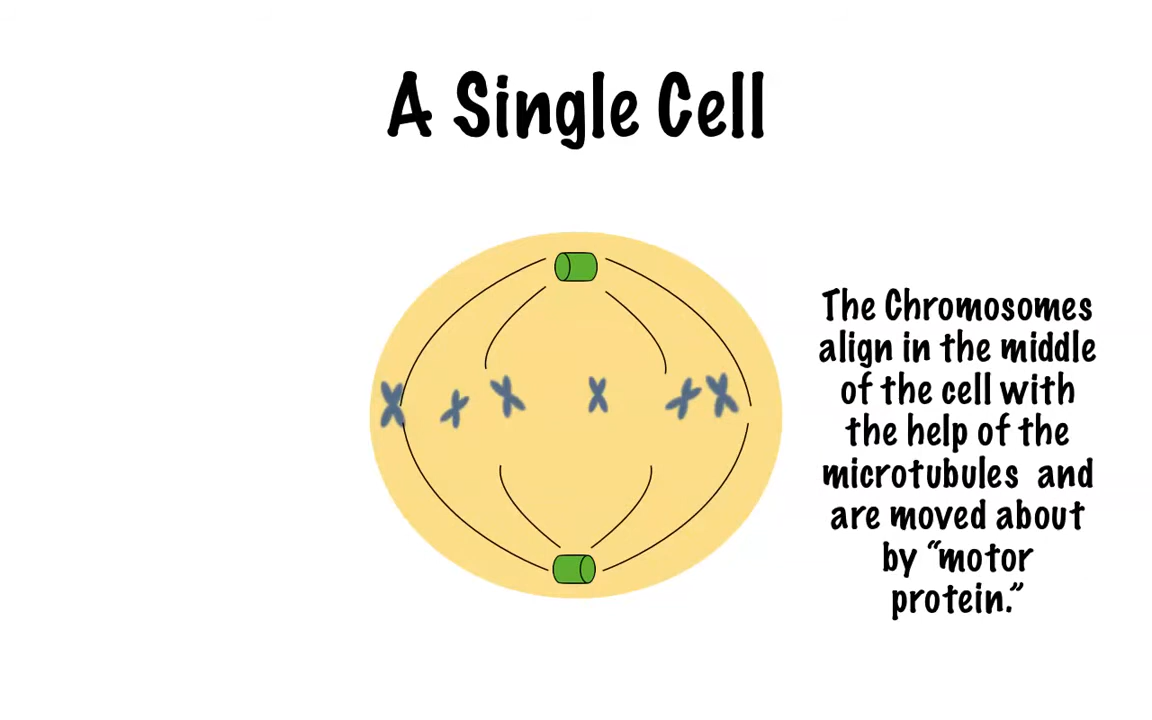 A Single Cell
The Chromosomes
align in the middle
of the cell with
the help of the
microtubules and
are moved about
by “motor
protein.”